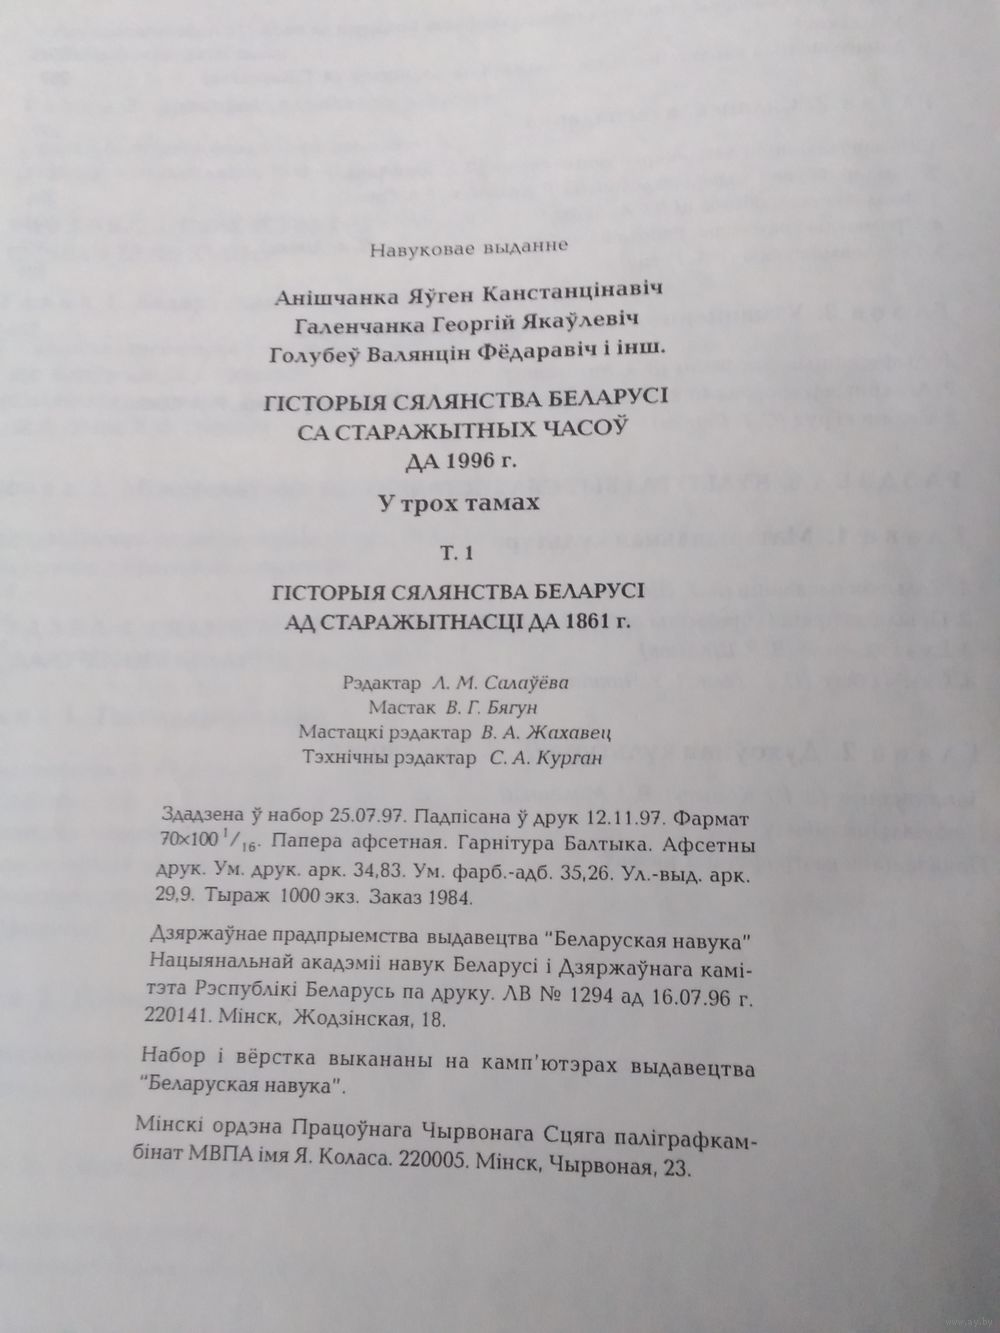 Навуковае выданне
Анішчанка Яўген Канстанцінавіч
Галенчанка Георгій Якаўлевіч
Голубеў Валянцін Фёдаравіч і інш.
ГІСТОРЫЯ СЯЛЯНСТВА БЕЛАРУСІ
СА СТАРАЖЫТНЫХ ЧАСОЎ
ДА 1996 г.
У трох тамах
Т. 1
ГІСТОРЫЯ СЯЛЯНСТВА БЕЛАРУСІ
АД СТАРАЖЫТНАСЦІ ДА 1861 г.
Рэдактар Л. М. Салаўёва
Мастак В. Г. Бягун
Мастацкі рэдактар В. А. Жахавец
Тэхнічны рэдактар С. А. Курган
Здадзена ў набор 25.07.97. Падпісана ў друк 12.11.97. Фармат
70×100 1/16. Папера афсетная. Гарнітура Балтыка. Афсетны
друк. Ум. друк. арк. 34,83. Ум. фарб.-адб. 35,26. Ул.-выд. арк.
29,9. Тыраж 1000 экз. Заказ 1984.
Дзяржаўнае прадпрыемства выдавецтва "Беларуская навука"
Нацыянальнай акадэміі навук Беларусі і Дзяржаўнага камі-
тэта Рэспублікі Беларусь па друку. ЛВ № 1294 ад 16.07.96 г.
220141. Мінск, Жодзінская, 18.
Набор і вёрстка выкананы на камп'ютэрах выдавецтва
"Беларуская навука".
Мінскі ордэна Працоўнага Чырвонага Сцяга паліграфкам-
бінат МВПА імя Я. Коласа. 220005. Мінск, Чырвоная, 23.
www.ay.by